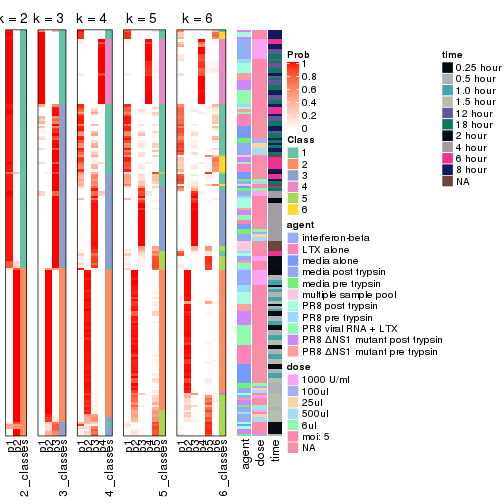 k = 2
k = 3
k = 4
k = 5
k = 6
Prob
1
0.8
0.6
0.4
0.2
0
Class
1
2
3
4
5
6
agent
interferon-beta
LTX alone
media alone
media post trypsin
media pre trypsin
multiple sample pool
PR8 post trypsin
PR8 pre trypsin
PR8 viral RNA + LTX
PR8 ΔNS1 mutant post trypsin
PR8 ΔNS1 mutant pre trypsin
dose
1000 U/ml
100ul
25ul
500ul
6ul
moi: 5
NA
time
0.25 hour
0.5 hour
1.0 hour
1.5 hour
12 hour
18 hour
2 hour
4 hour
6 hour
8 hour
NA
p1
p2
2_classes
p1
p2
p3
3_classes
p1
p2
p3
p4
4_classes
p1
p2
p3
p4
p5
5_classes
p1
p2
p3
p4
p5
p6
6_classes
agent
dose
time